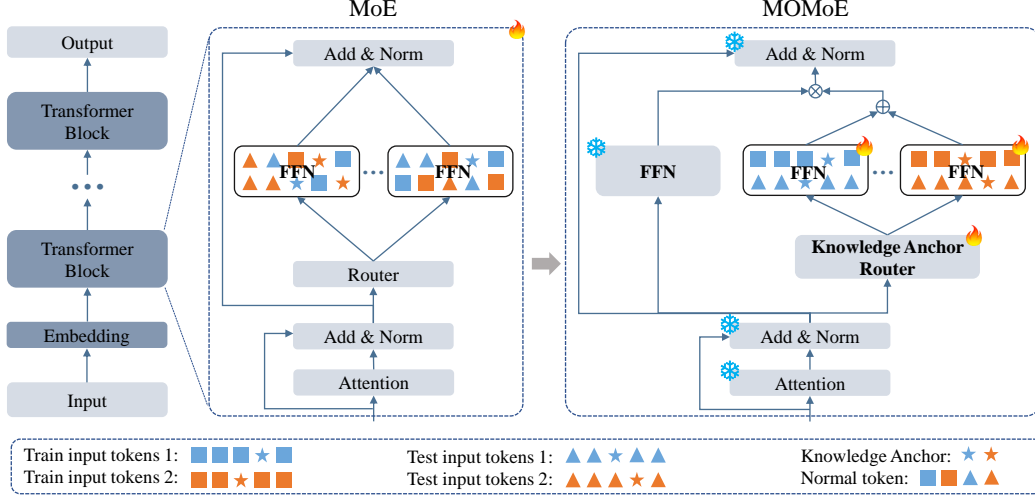 MoE
MOMoE
Output
Transformer
Block
Transformer
Block
Embedding
Input
Add & Norm
FFN
FFN
Router
Add & Norm
Attention
Add & Norm
FFN
FFN
FFN
Knowledge Anchor
Router
Add & Norm
Attention
Train input tokens 1:
Train input tokens 2:
Test input tokens 1:
Test input tokens 2:
Knowledge Anchor:
Normal token: